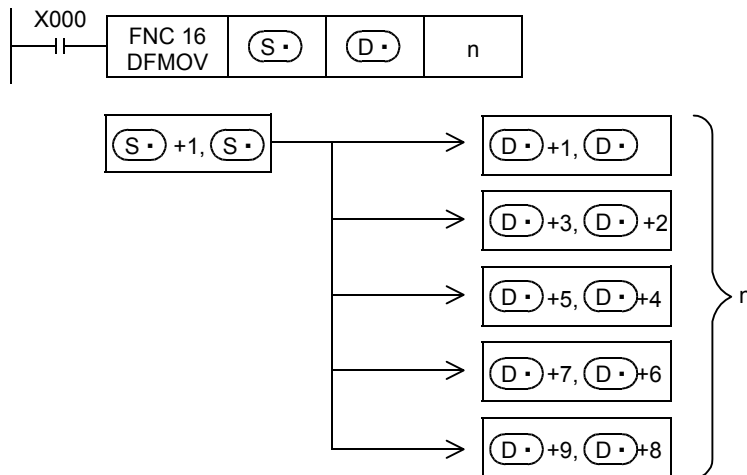 X000
FNC 16
DFMOV
S·
D·
n
S· +1, S·
D· +1, D·
D· +3, D· +2
D· +5, D· +4
D· +7, D· +6
D· +9, D· +8
n